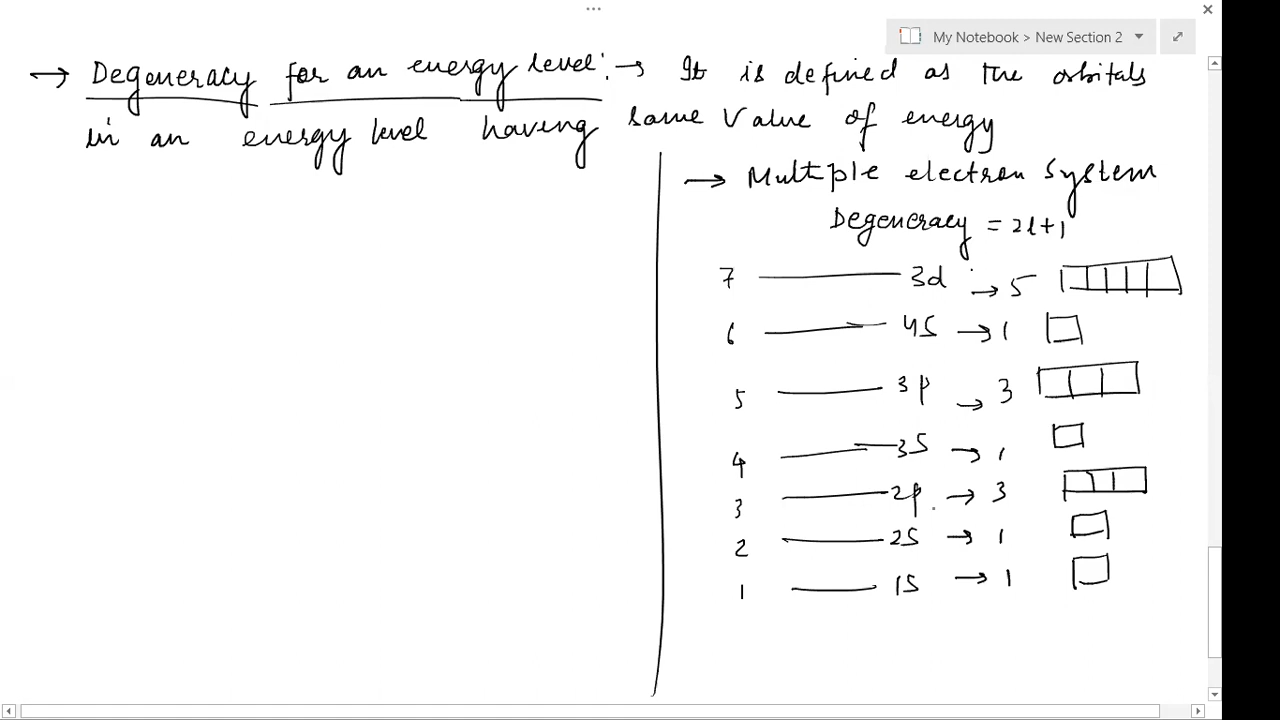 ...
My Notebook > New Section 2
→ Degeneracy for an energy level: → It is defined as the orbitals
in an energy level having same value of energy
→ Multiple electron system
Degeneracy = 2l+1
7 3d → 5
6 4S → 1
5 3p → 3
4 3S → 1
3 2p → 3
2 2S → 1
1 1S → 1